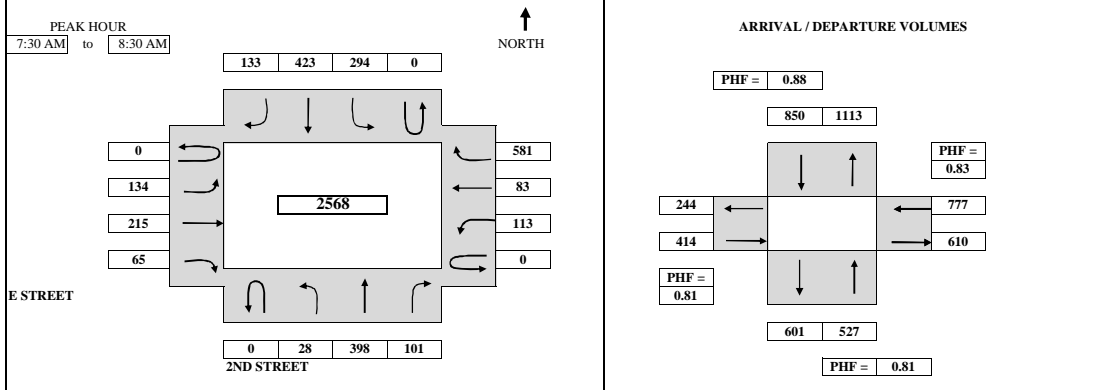 PEAK HOUR
7:30 AM to 8:30 AM
NORTH
133 423 294 0
0 581
134 83
2568
215 113
65 0
E STREET
0 28 398 101
2ND STREET
ARRIVAL / DEPARTURE VOLUMES
PHF = 0.88
850 1113
PHF =
0.83
244 777
414 610
PHF =
0.81
601 527
PHF = 0.81